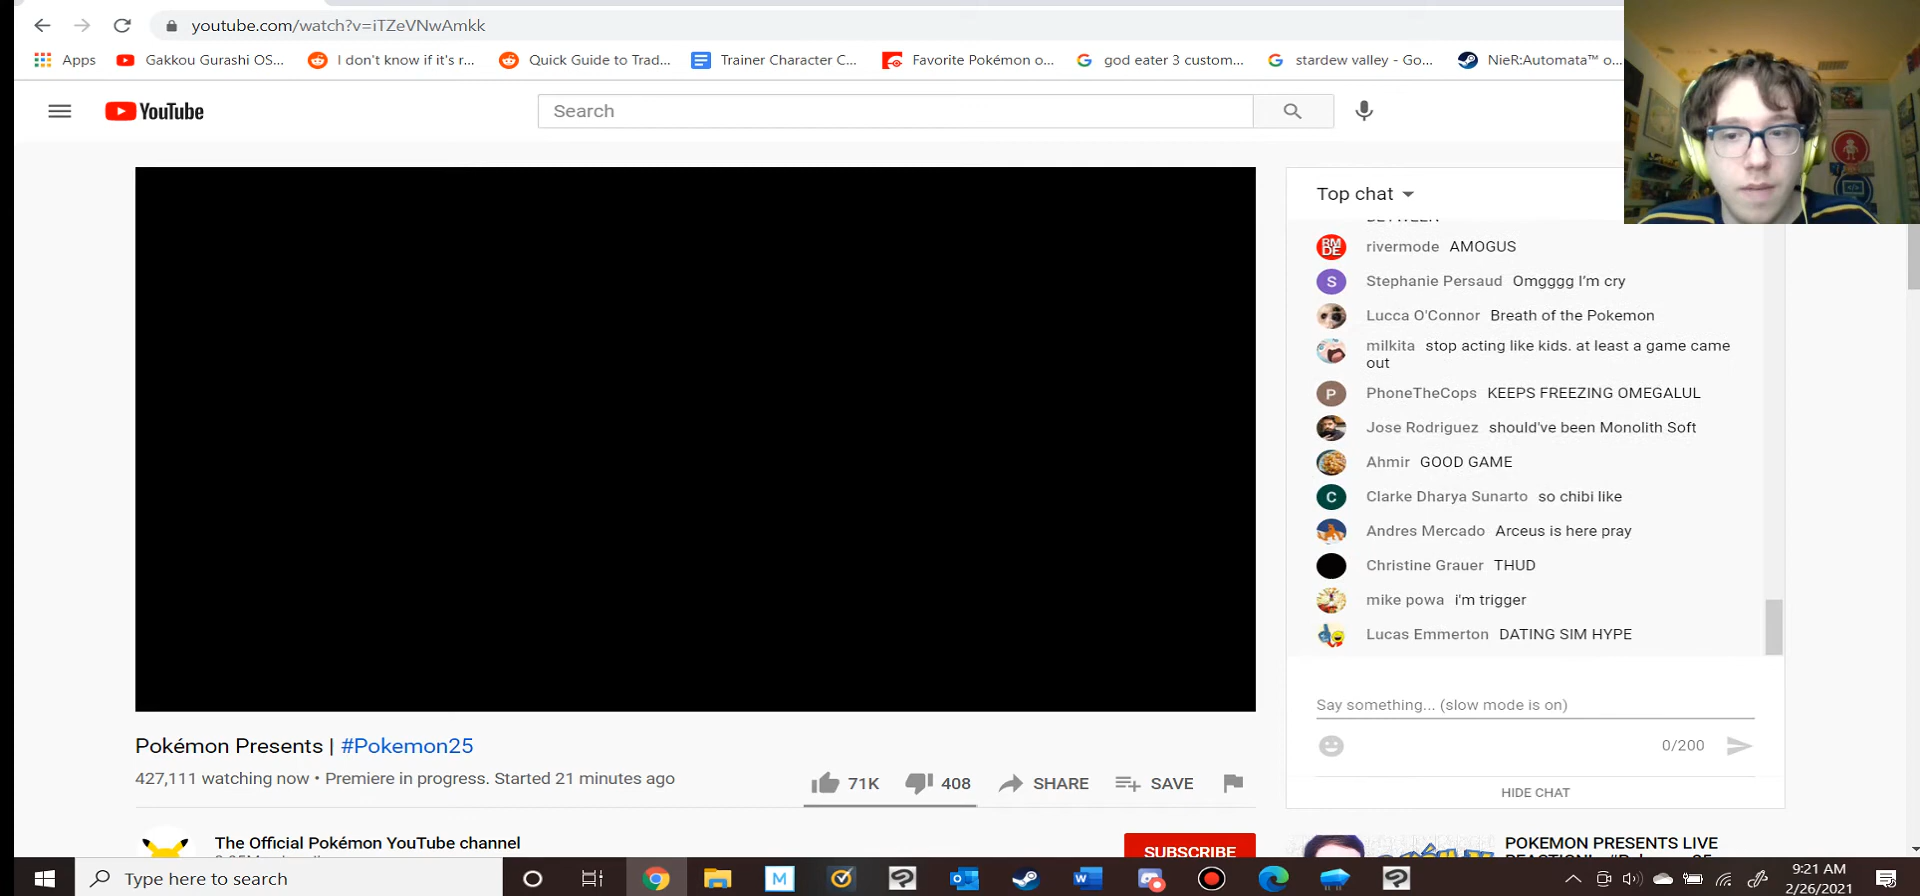 youtube.com/watch?v=iTZeVNwAmkk
Apps Gakkou Gurashi OS... I don't know if it's r... Quick Guide to Trad... Trainer Character C... Favorite Pokémon o... god eater 3 custom... stardew valley - Go... NieR:Automata™ o...
YouTube
Search
Top chat
rivermode AMOGUS
Stephanie Persaud Omgggg I'm cry
Lucca O'Connor Breath of the Pokemon
milkita stop acting like kids. at least a game came
out
PhoneTheCops KEEPS FREEZING OMEGALUL
Jose Rodriguez should've been Monolith Soft
Ahmir GOOD GAME
Clarke Dharya Sunarto so chibi like
Andres Mercado Arceus is here pray
Christine Grauer THUD
mike powa i'm trigger
Lucas Emmerton DATING SIM HYPE
Say something... (slow mode is on)
0/200
HIDE CHAT
Pokémon Presents | #Pokemon25
427,111 watching now • Premiere in progress. Started 21 minutes ago
71K 408 SHARE SAVE
The Official Pokémon YouTube channel
SUBSCRIBE
POKEMON PRESENTS LIVE
Type here to search
9:21 AM
2/26/2021